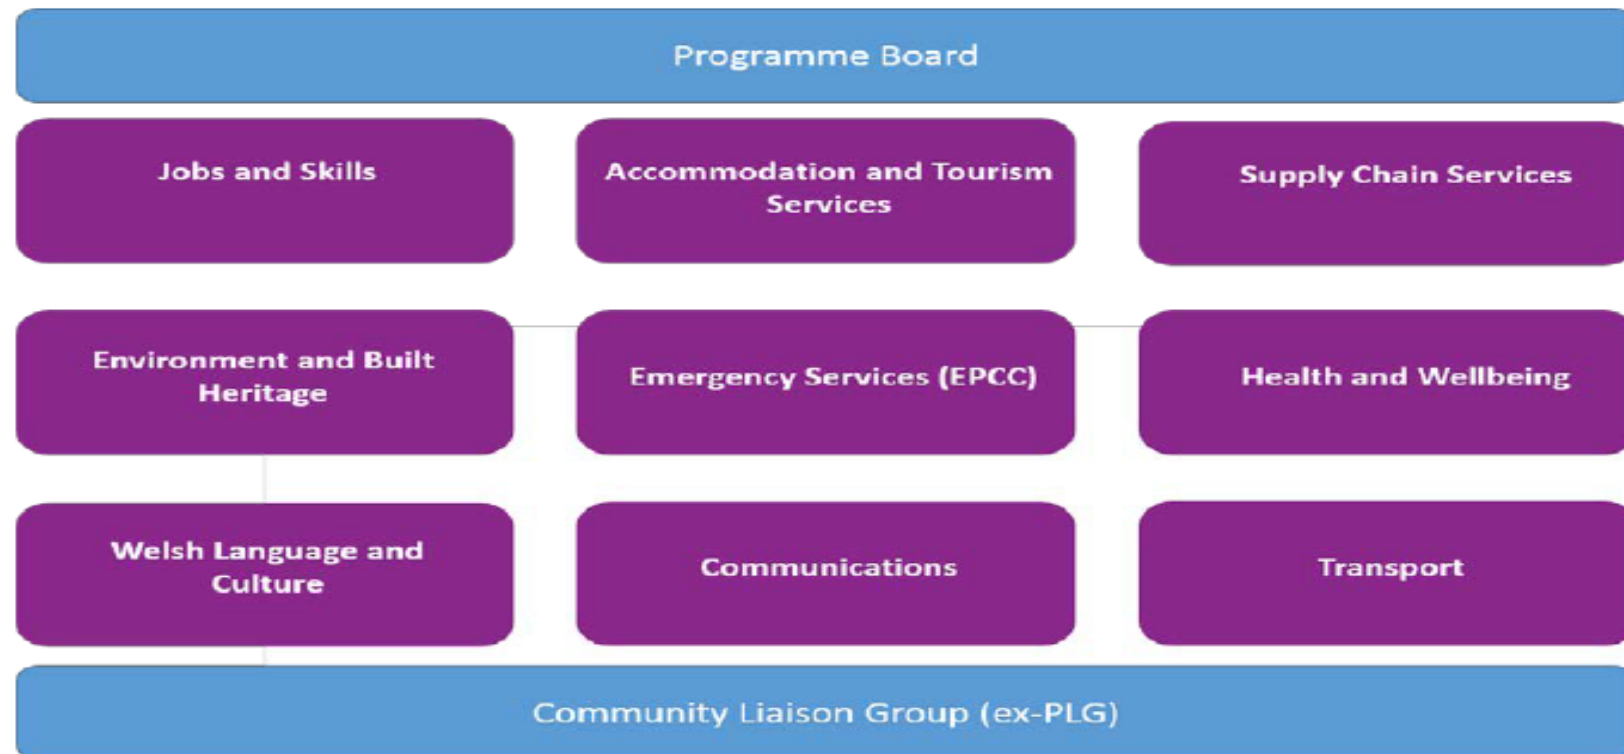 Programme Board
Jobs and Skills
Accommodation and Tourism
Services
Supply Chain Services
Environment and Built
Heritage
Emergency Services (EPCC)
Health and Wellbeing
Welsh Language and
Culture
Communications
Transport
Community Liaison Group (ex-PLG)